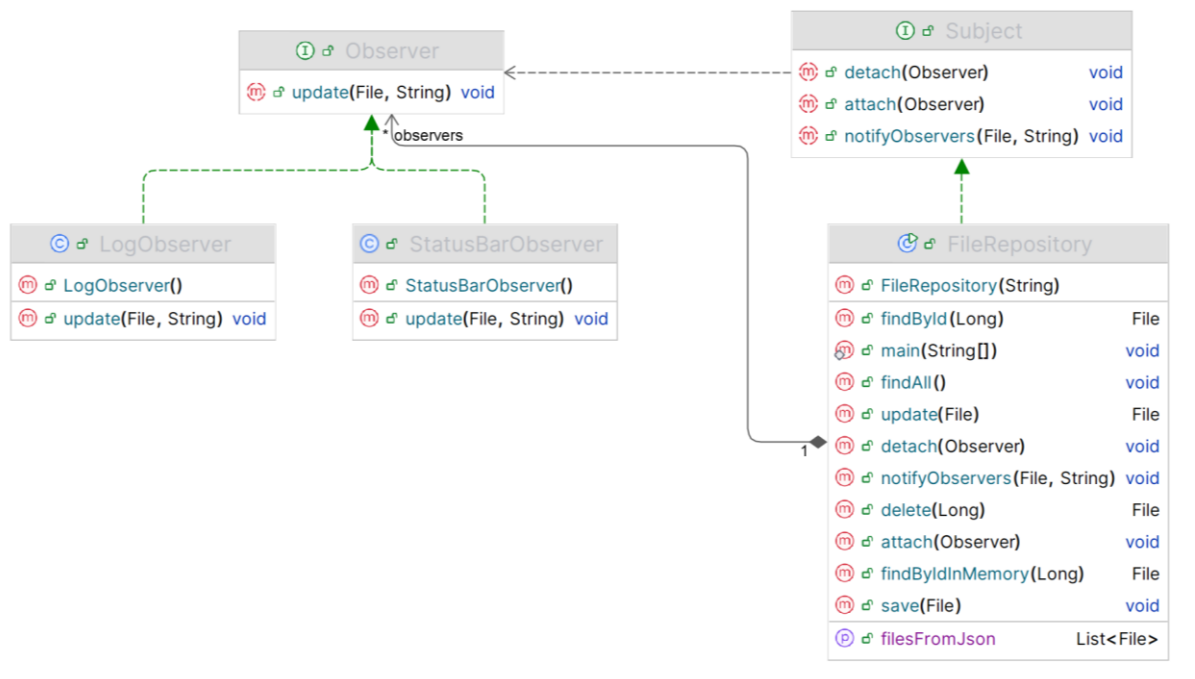 Observer
update(File, String) void
Subject
detach(Observer) void
attach(Observer) void
notifyObservers(File, String) void
* observers
LogObserver
LogObserver()
update(File, String) void
StatusBarObserver
StatusBarObserver()
update(File, String) void
1
FileRepository
FileRepository(String)
findById(Long) File
main(String[]) void
findAll() void
update(File) File
detach(Observer) void
notifyObservers(File, String) void
delete(Long) File
attach(Observer) void
findByIdInMemory(Long) File
save(File) void
filesFromJson List<File>